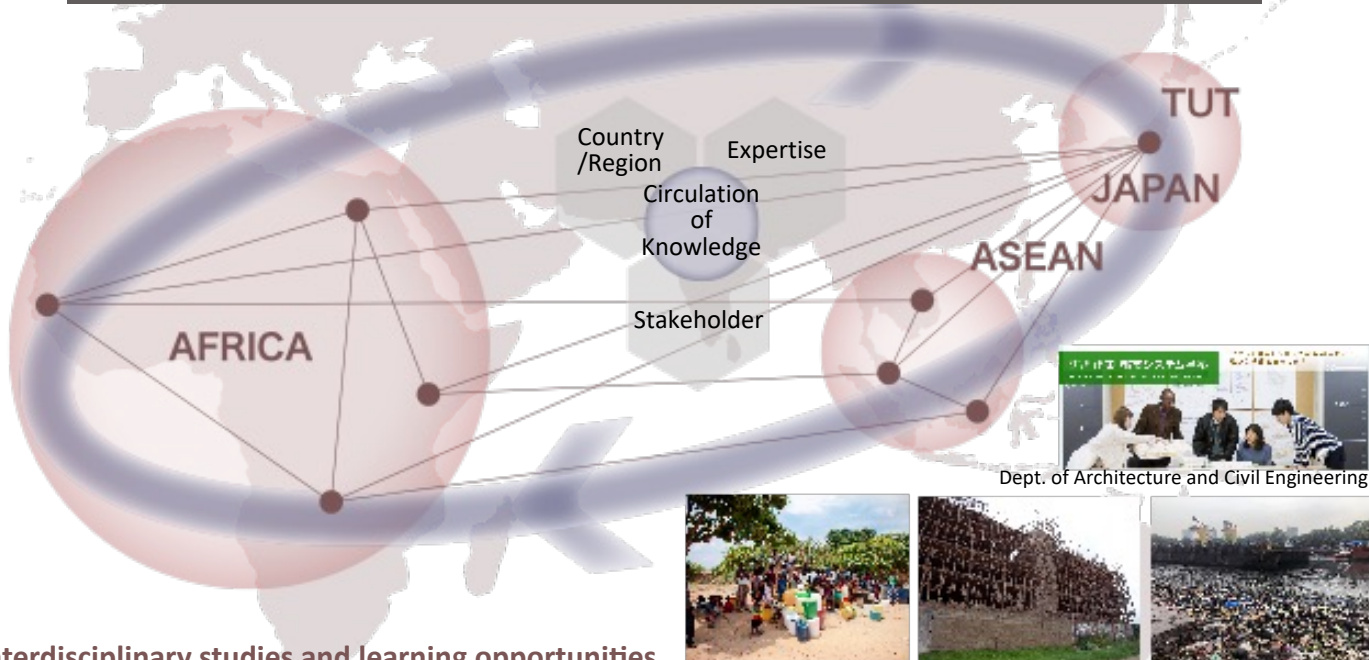 Country
/Region
Expertise
Circulation
of
Knowledge
Stakeholder
TUT
JAPAN
ASEAN
AFRICA
Dept. of Architecture and Civil Engineering
nterdisciplinary studies and learning opportunities